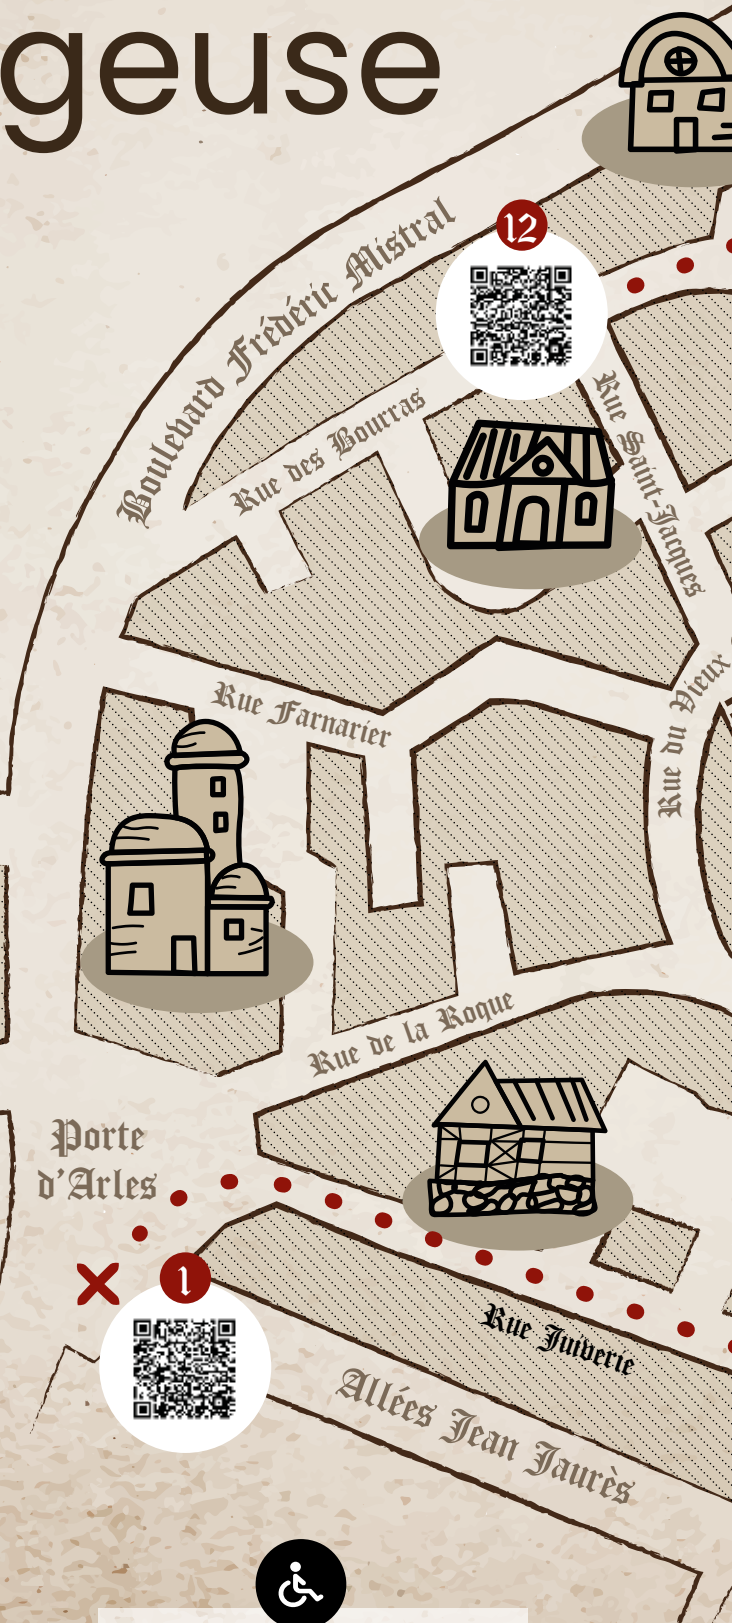 geuse
12
Boulevard Frédéric Mistral
Rue des Bourras
Rue Saint-Jacques
Rue Farnarier
Rue du Vieux
Rue de la Roque
Porte
d'Arles
1
Rue Juiverie
Allées Jean Jaurès